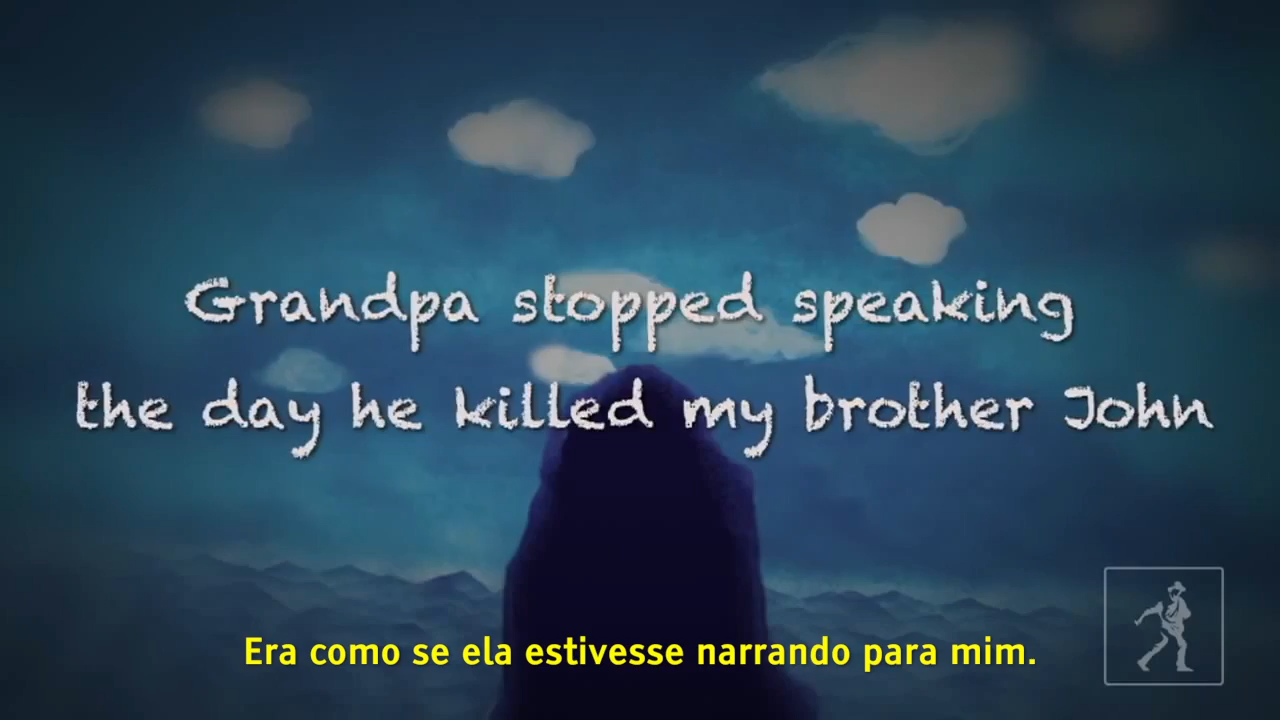 Grandpa stopped speaking
the day he killed my brother John
Era como se ela estivesse narrando para mim.